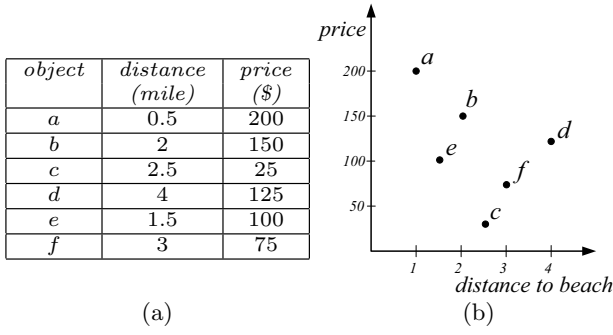 object distance price
(mile) ($)
a 0.5 200
b 2 150
c 2.5 25
d 4 125
e 1.5 100
f 3 75
(a)
price
200
150
100
50
a
b
d
e
f
c
1 2 3 4
distance to beach
(b)